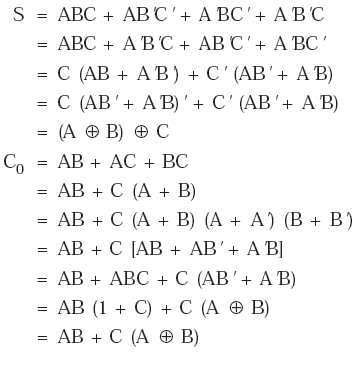 S = ABC + AB′C′ + A′BC′ + A′B′C
= ABC + A′B′C + AB′C′ + A′BC′
= C (AB + A′B′) + C′ (AB′ + A′B)
= C (AB′ + A′B)′ + C′ (AB′ + A′B)
= (A ⊕ B) ⊕ C
C₀ = AB + AC + BC
= AB + C (A + B)
= AB + C (A + B) (A + A′) (B + B′)
= AB + C [AB + AB′ + A′B]
= AB + ABC + C (AB′ + A′B)
= AB (1 + C) + C (A ⊕ B)
= AB + C (A ⊕ B)